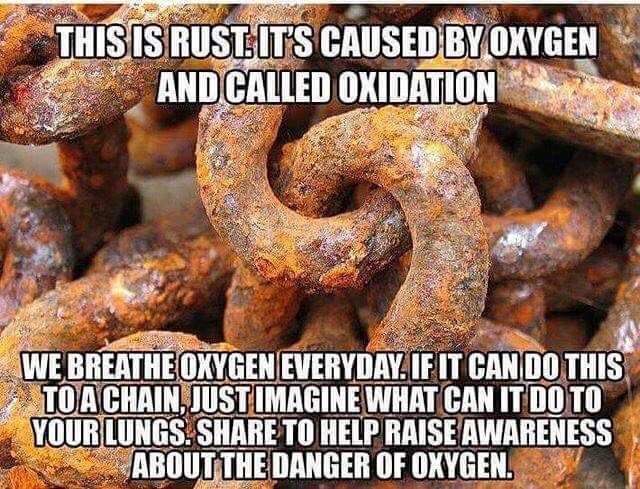 THIS IS RUST. IT'S CAUSED BY OXYGEN
AND CALLED OXIDATION
WE BREATHE OXYGEN EVERYDAY. IF IT CAN DO THIS
TO A CHAIN, JUST IMAGINE WHAT CAN IT DO TO
YOUR LUNGS. SHARE TO HELP RAISE AWARENESS
ABOUT THE DANGER OF OXYGEN.